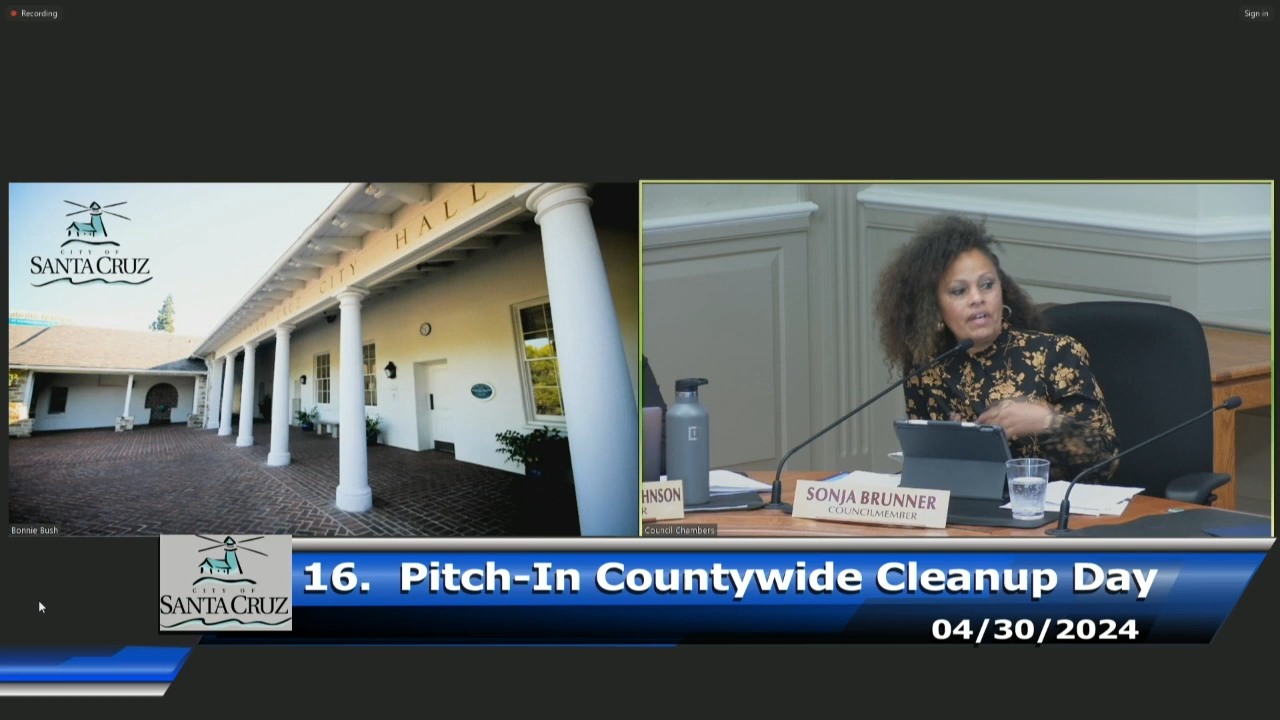 Recording
Sign in
CITY OF
SANTA CRUZ
CITY HALL
Bonnie Bush
HNSON
R
SONJA BRUNNER
COUNCILMEMBER
Council Chambers
CITY OF
SANTA CRUZ
16. Pitch-In Countywide Cleanup Day
04/30/2024